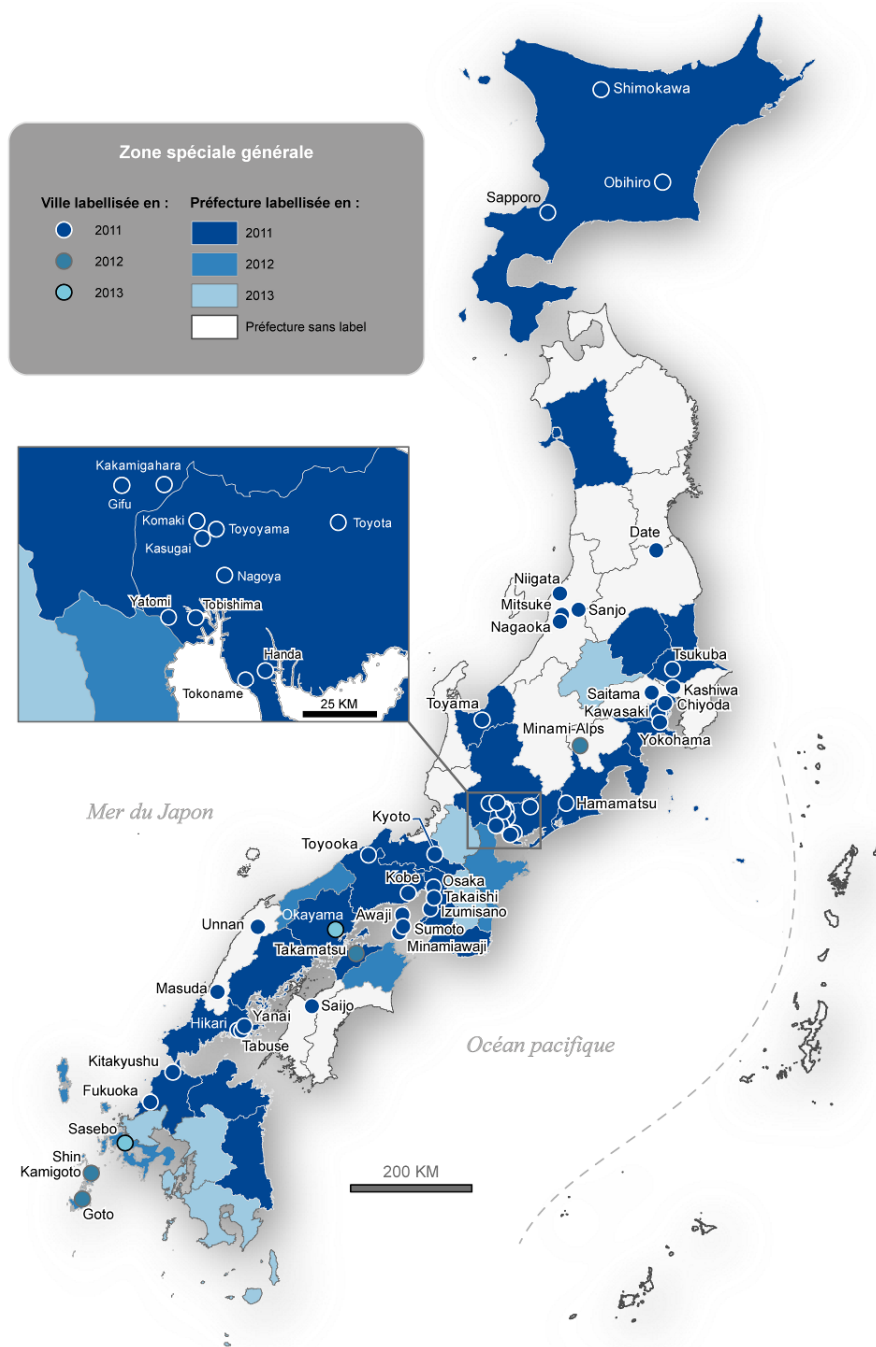 Zone spéciale générale
Ville labellisée en :
2011
2012
2013
Préfecture labellisée en :
2011
2012
2013
Préfecture sans label
Shimokawa
Obihiro
Sapporo
Kakamigahara
Gifu
Komaki
Toyoyama
Kasugai
Toyota
Nagoya
Yatomi
Tobishima
Handa
Tokoname
25 KM
Date
Niigata
Mitsuke
Sanjo
Nagaoka
Tsukuba
Saitama
Kashiwa
Chiyoda
Kawasaki
Yokohama
Toyama
Minami-Alps
Hamamatsu
Mer du Japon
Kyoto
Toyooka
Kobe
Osaka
Takaishi
Izumisano
Awaji
Sumoto
Minamiawaji
Okayama
Takamatsu
Unnan
Masuda
Hikari
Yanai
Tabuse
Saijo
Océan pacifique
Kitakyushu
Fukuoka
Sasebo
Shin
Kamigoto
Goto
200 KM